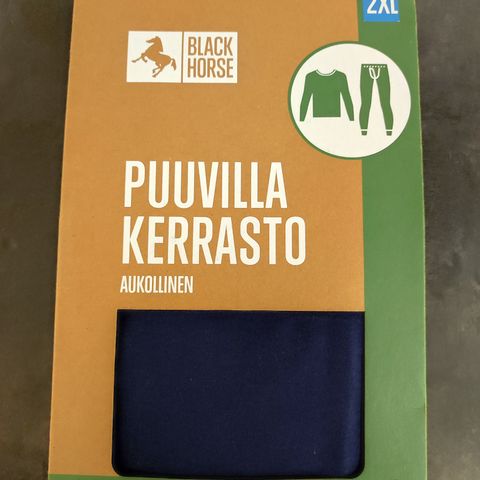 2XL
BLACK
HORSE
PUUVILLA
KERRASTO
AUKOLLINEN